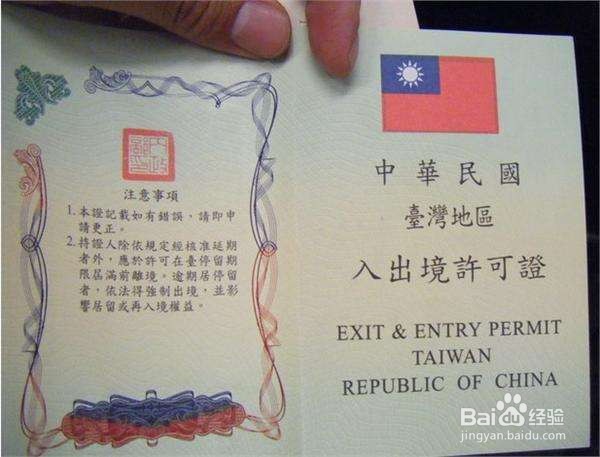 注意事項
1. 本證記載如有錯誤，請即申
請更正。
2. 持證人除依規定經核准延期
者外，應於許可在臺停留期
限屆滿前離境。逾期居停留
者，依法得強制出境，並影
響居留或再入境權益。
中華民國
臺灣地區
入出境許可證
EXIT & ENTRY PERMIT
TAIWAN
REPUBLIC OF CHINA
Baidu经验
jingyan.baidu.com